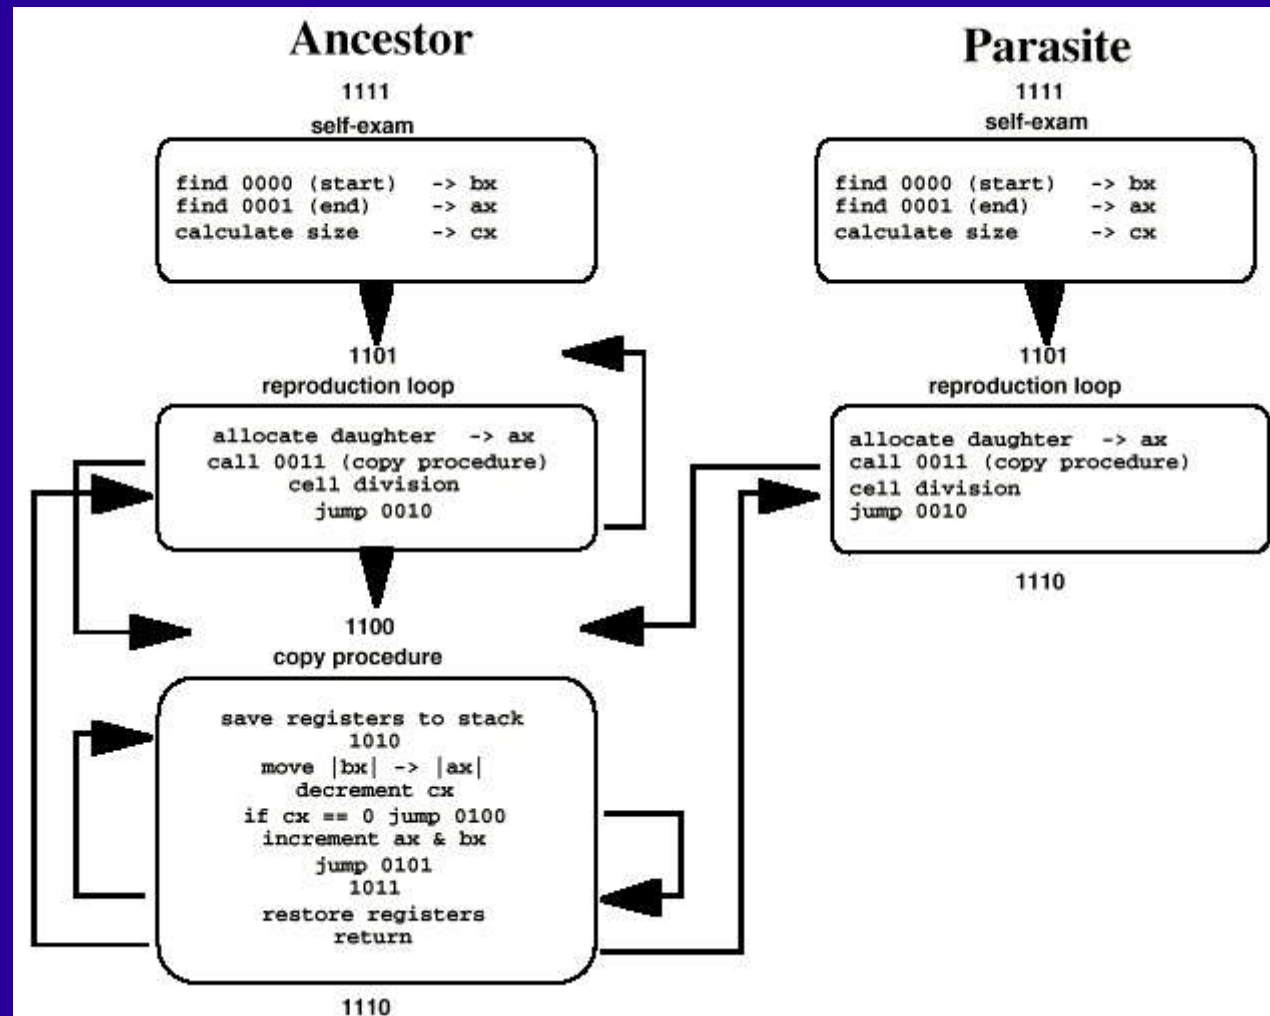 Ancestor
1111
self-exam
find 0000 (start) -> bx
find 0001 (end) -> ax
calculate size -> cx
1101
reproduction loop
allocate daughter -> ax
call 0011 (copy procedure)
cell division
jump 0010
1100
copy procedure
save registers to stack
1010
move |bx| -> |ax|
decrement cx
if cx == 0 jump 0100
increment ax & bx
jump 0101
1011
restore registers
return
1110
Parasite
1111
self-exam
find 0000 (start) -> bx
find 0001 (end) -> ax
calculate size -> cx
1101
reproduction loop
allocate daughter -> ax
call 0011 (copy procedure)
cell division
jump 0010
1110